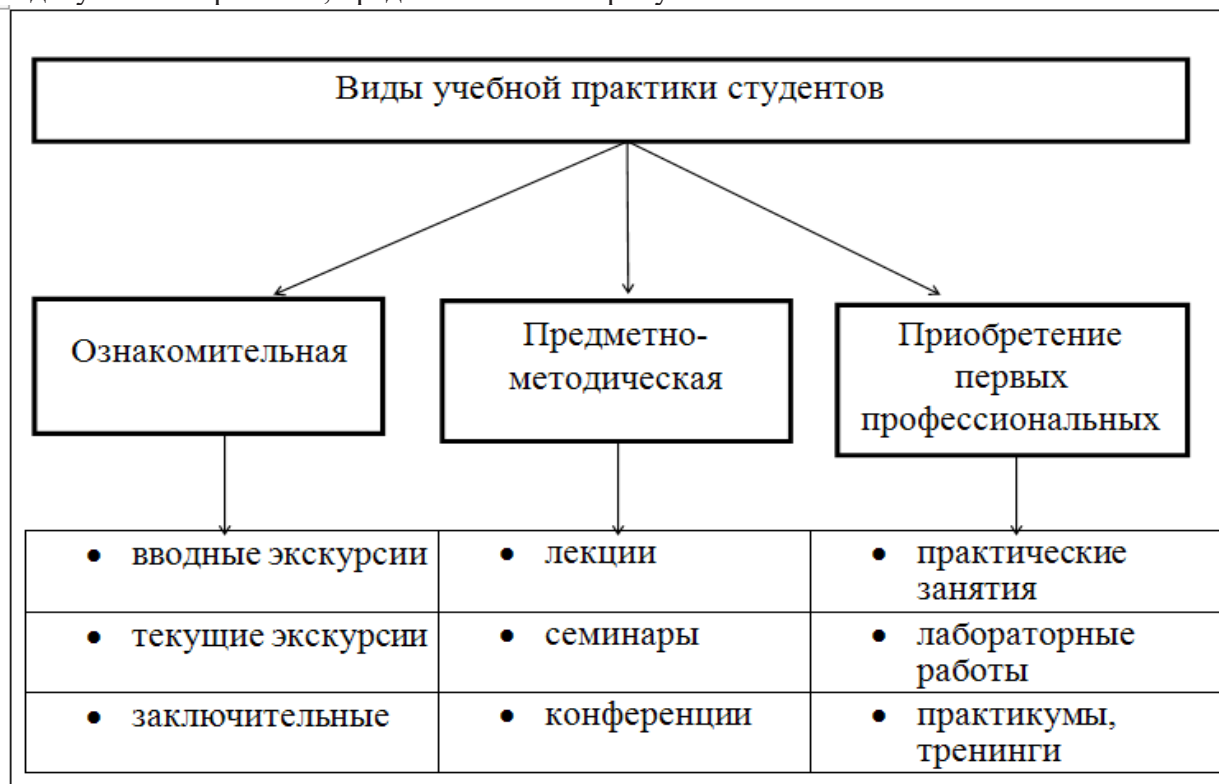 Виды учебной практики студентов
Ознакомительная
Предметно-
методическая
Приобретение
первых
профессиональных
• вводные экскурсии
• лекции
• практические
занятия
• текущие экскурсии
• семинары
• лабораторные
работы
• заключительные
• конференции
• практикумы,
тренинги